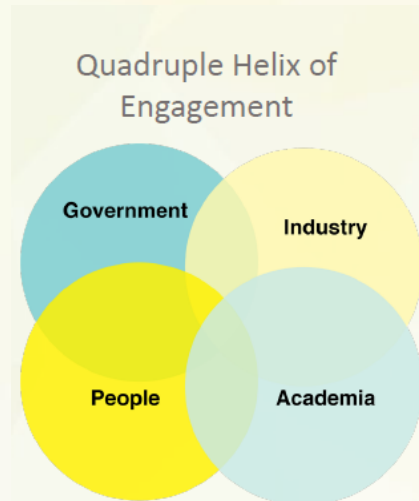 Quadruple Helix of
Engagement
Government
Industry
People
Academia